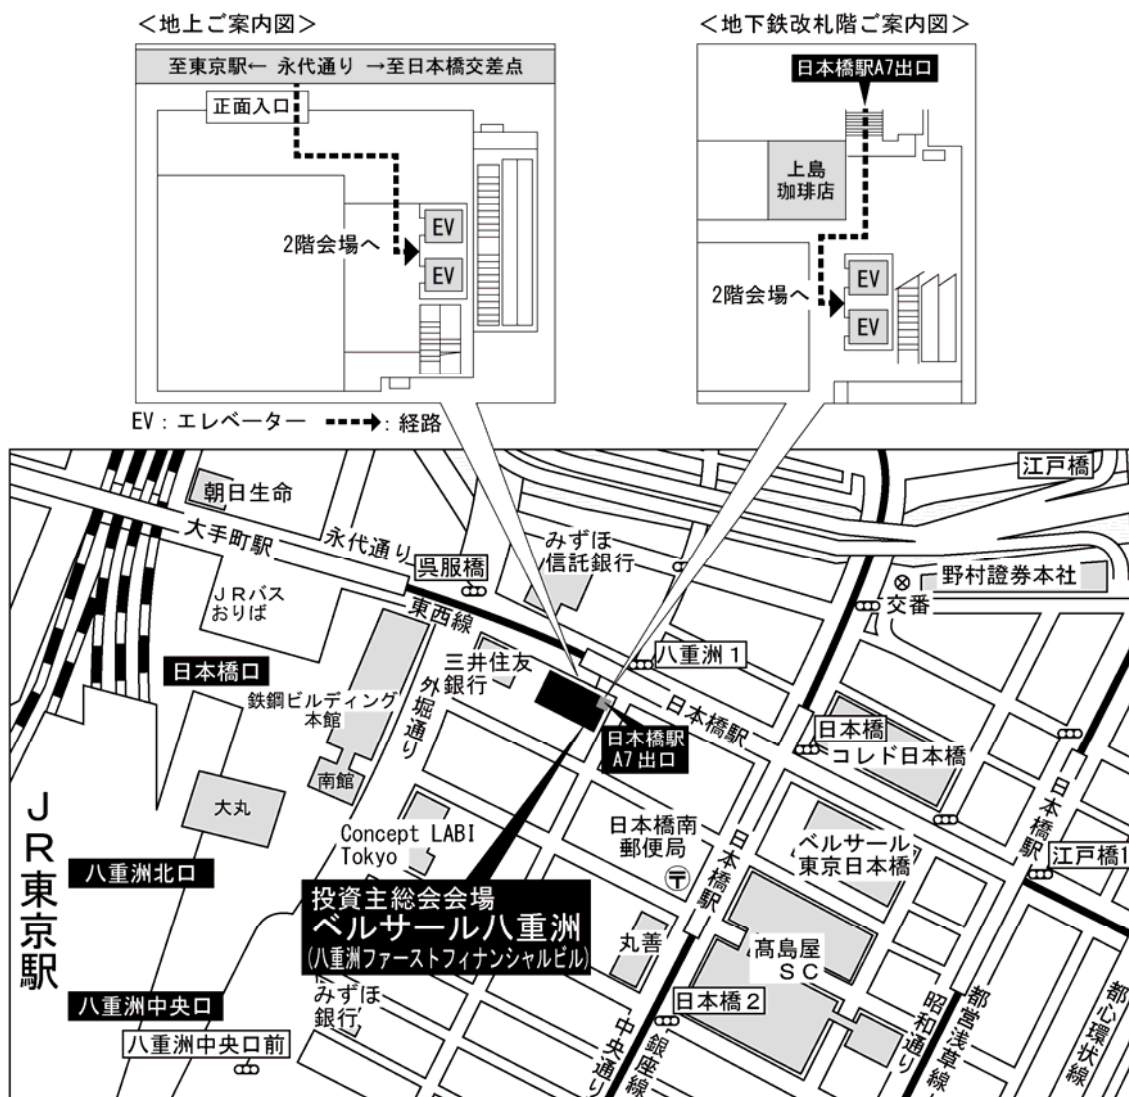 ＜地上ご案内図＞
至東京駅← 永代通り →至日本橋交差点
正面入口
EV
2階会場へ
EV
EV：エレベーター ：経路
＜地下鉄改札階ご案内図＞
日本橋駅A7出口
上島
珈琲店
EV
2階会場へ
EV
江戸橋
朝日生命
大手町駅
永代通り
呉服橋
みずほ
信託銀行
野村證券本社
交番
ＪＲバス
おりば
東西線
八重洲1
日本橋口
三井住友
銀行
鉄鋼ビルディング
本館
外堀通り
日本橋駅
日本橋駅
A7出口
日本橋
コレド日本橋
南館
大丸
日本橋駅
ＪＲ東京駅
Concept LABI
Tokyo
日本橋南
郵便局
〒
日本橋駅
ベルサール
東京日本橋
江戸橋1
八重洲北口
投資主総会会場
ベルサール八重洲
(八重洲ファーストフィナンシャルビル)
丸善
髙島屋
ＳＣ
みずほ
銀行
日本橋2
八重洲中央口
八重洲中央口前
中央通り
銀座線
昭和通り
都営浅草線
都心環状線